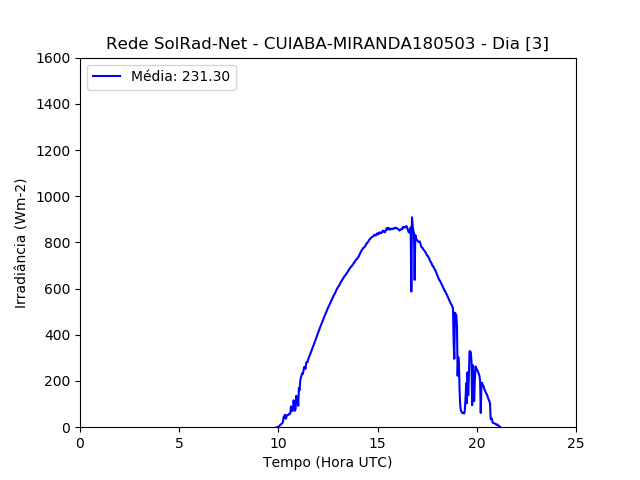 Rede SolRad-Net - CUIABA-MIRANDA180503 - Dia [3]
Média: 231.30
Irradiância (Wm-2)
1600
1400
1200
1000
800
600
400
200
0
0 5 10 15 20 25
Tempo (Hora UTC)